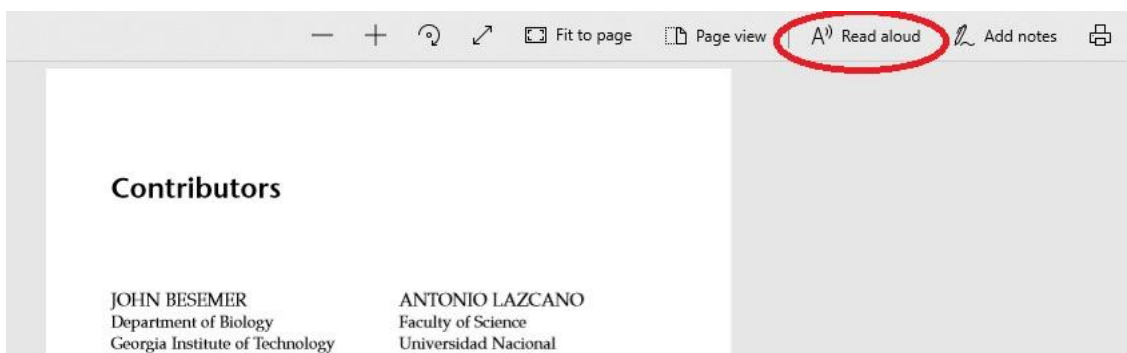 Fit to page Page view A Read aloud Add notes
Contributors
JOHN BESEMER
Department of Biology
Georgia Institute of Technology
ANTONIO LAZCANO
Faculty of Science
Universidad Nacional